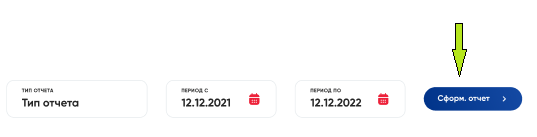 ТИП ОТЧЕТА
Тип отчета
ПЕРИОД С
12.12.2021
ПЕРИОД ПО
12.12.2022
Сформ. отчет